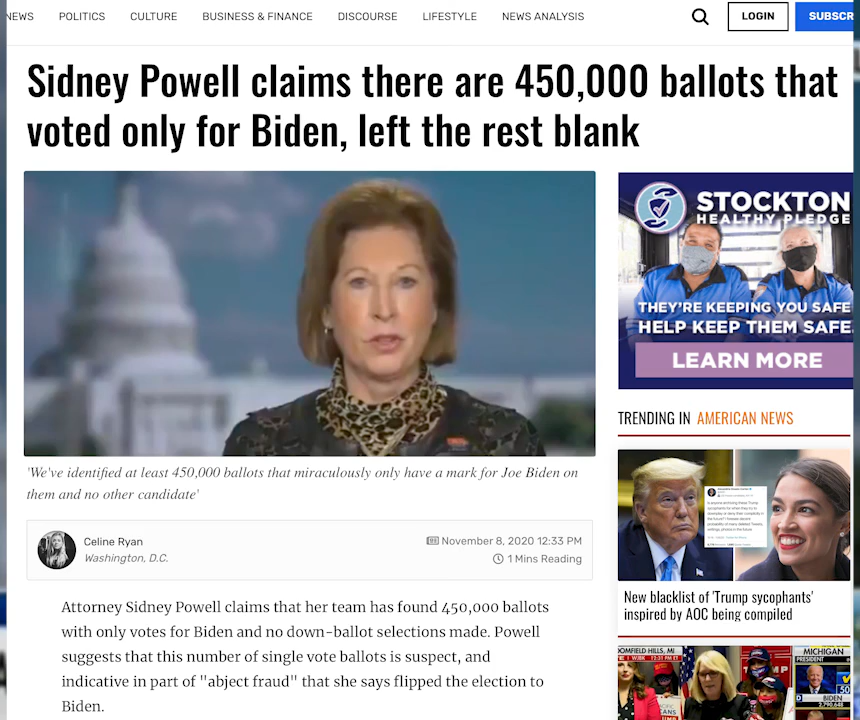 NEWS POLITICS CULTURE BUSINESS & FINANCE DISCOURSE LIFESTYLE NEWS ANALYSIS LOGIN SUBSCR
Sidney Powell claims there are 450,000 ballots that
voted only for Biden, left the rest blank
'We've identified at least 450,000 ballots that miraculously only have a mark for Joe Biden on
them and no other candidate'
Celine Ryan
Washington, D.C.
November 8, 2020 12:33 PM
1 Mins Reading
Attorney Sidney Powell claims that her team has found 450,000 ballots
with only votes for Biden and no down-ballot selections made. Powell
suggests that this number of single vote ballots is suspect, and
indicative in part of "abject fraud" that she says flipped the election to
Biden.
STOCKTON
HEALTHY PLEDGE
THEY'RE KEEPING YOU SAFE
HELP KEEP THEM SAFE
LEARN MORE
TRENDING IN AMERICAN NEWS
New blacklist of 'Trump sycophants'
inspired by AOC being compiled
OOMFIELD HILLS, MI
MICHIGAN
PRESIDENT
50
BIDEN